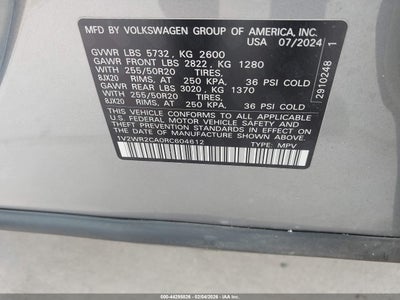 MFD BY VOLKSWAGEN GROUP OF AMERICA, INC.
USA 07/2024
GVWR LBS 5732, KG 2600
GAWR FRONT LBS 2822, KG 1280
WITH 255/50R20 TIRES,
8JX20 RIMS, AT 250 KPA, 36 PSI COLD
GAWR REAR LBS 3020, KG 1370
WITH 255/50R20 TIRES,
8JX20 RIMS, AT 250 KPA, 36 PSI COLD
THIS VEHICLE CONFORMS TO ALL APPLICABLE
U.S. FEDERAL MOTOR VEHICLE SAFETY STANDARDS
IN EFFECT ON THE DATE OF MANUFACTURE SHOWN ABOVE.
1V2WR2CA0RC604612 TYPE: MPV
2910248 1